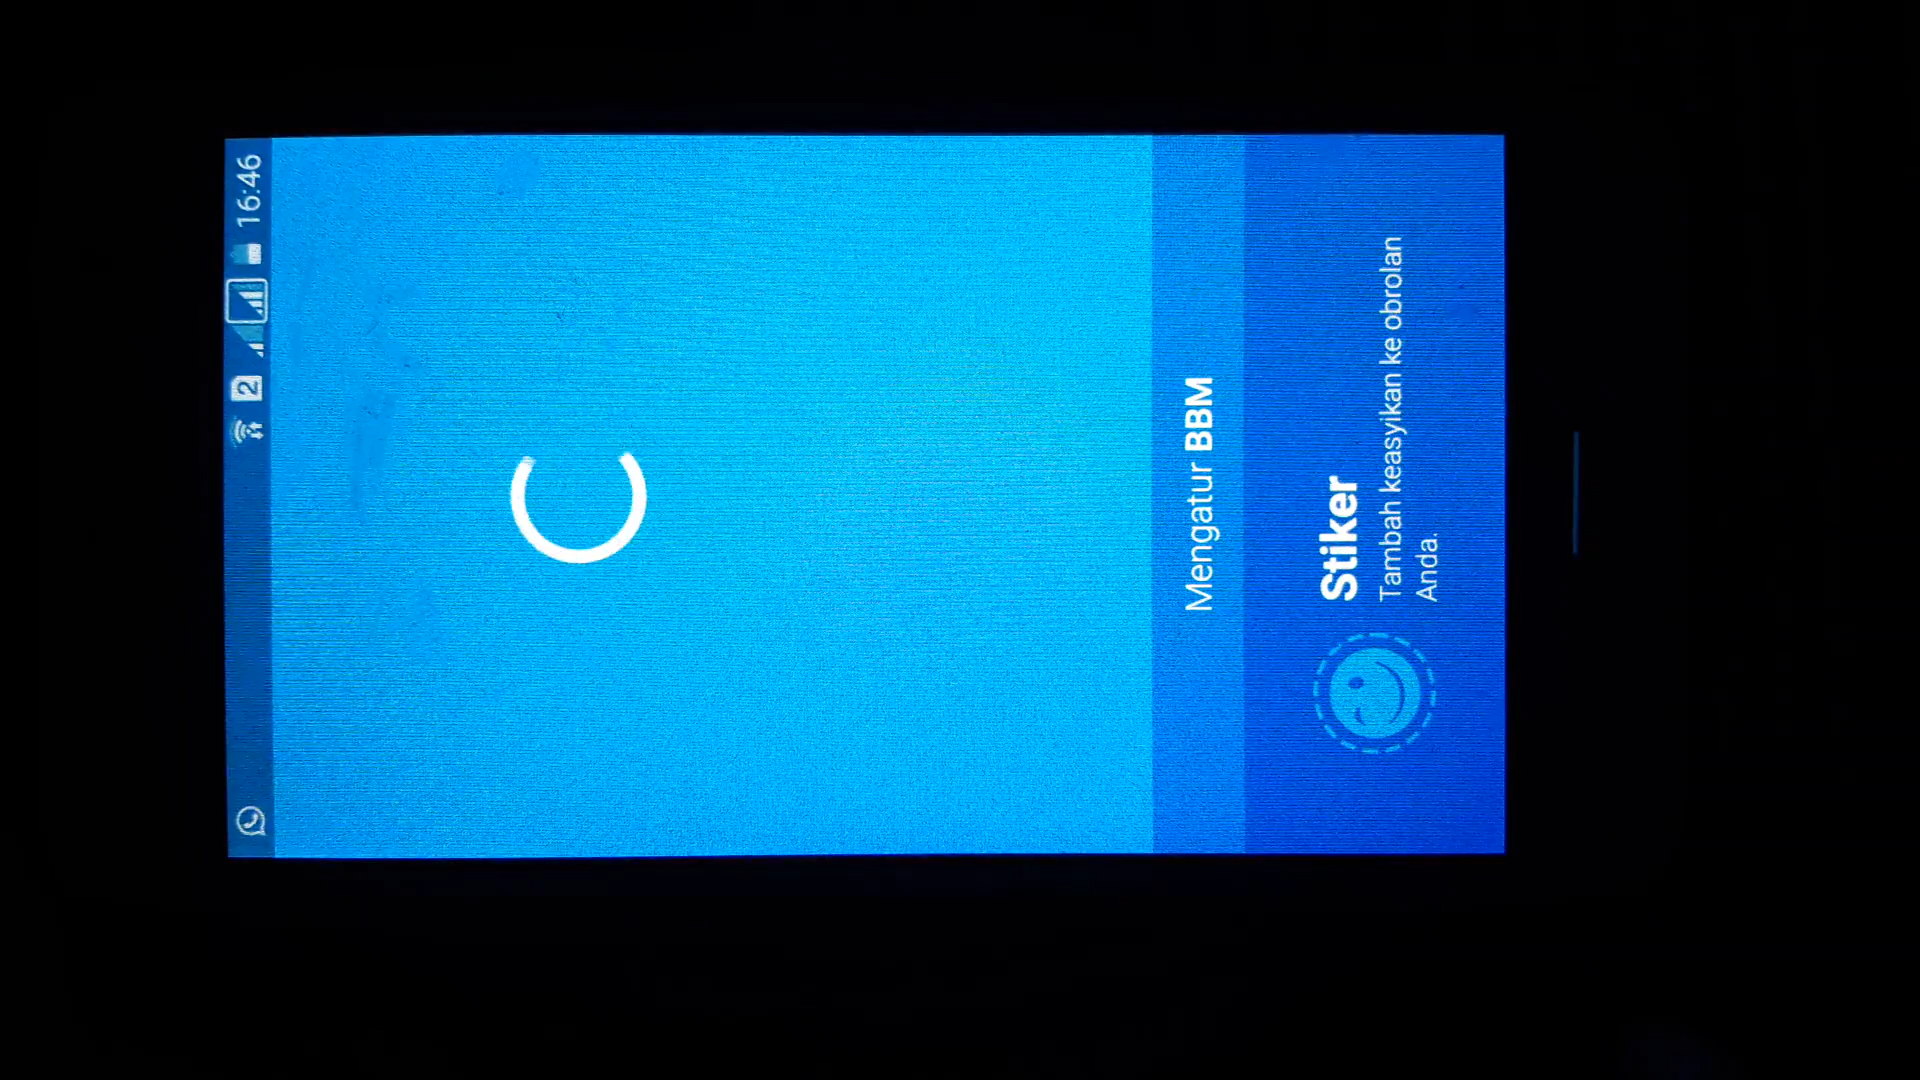 2
16:46
Mengatur BBM
Stiker
Tambah keasyikan ke obrolan
Anda.